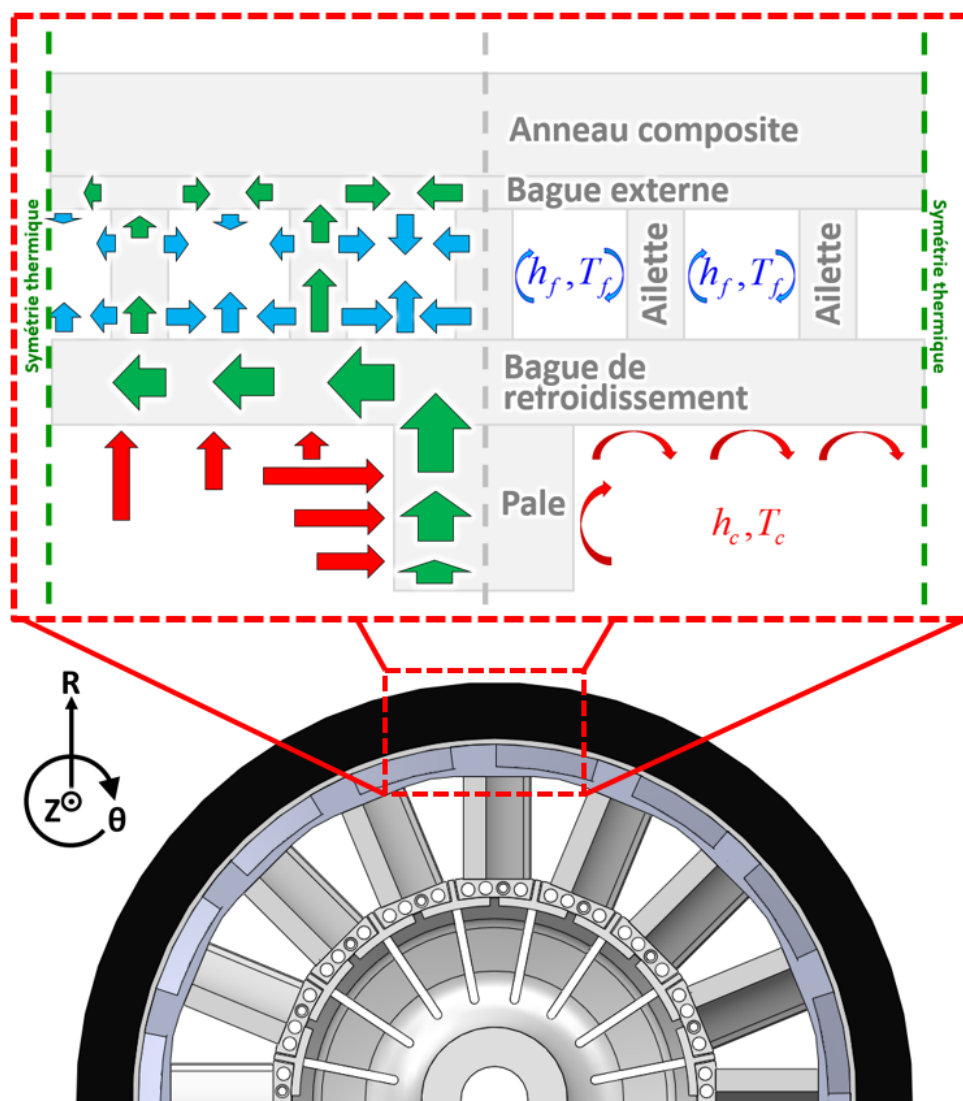 Anneau composite
Bague externe
Symétrie thermique
Symétrie thermique
h_f, T_f
h_f, T_f
Ailette
Ailette
Bague de
refroidissement
Pale
h_c, T_c
R
Z
θ